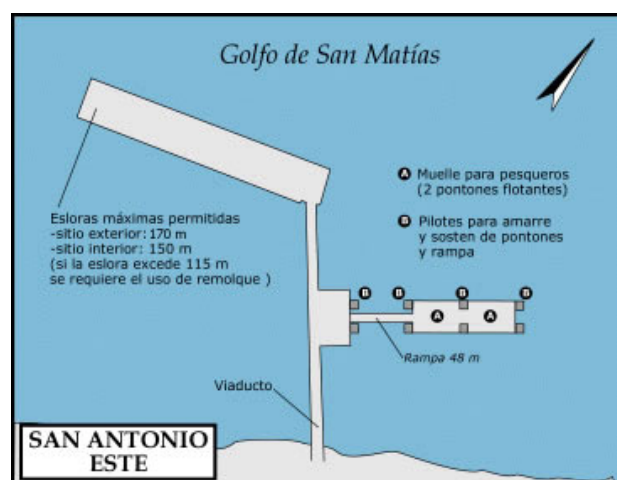 Golfo de San Matías
A Muelle para pesqueros
(2 pontones flotantes)
B Pilotes para amarre
y sosten de pontones
y rampa
Esloras máximas permitidas
-sitio exterior: 170 m
-sitio interior: 150 m
(si la eslora excede 115 m
se requiere el uso de remolque )
B B B B
A A
Rampa 48 m
Viaducto
SAN ANTONIO
ESTE